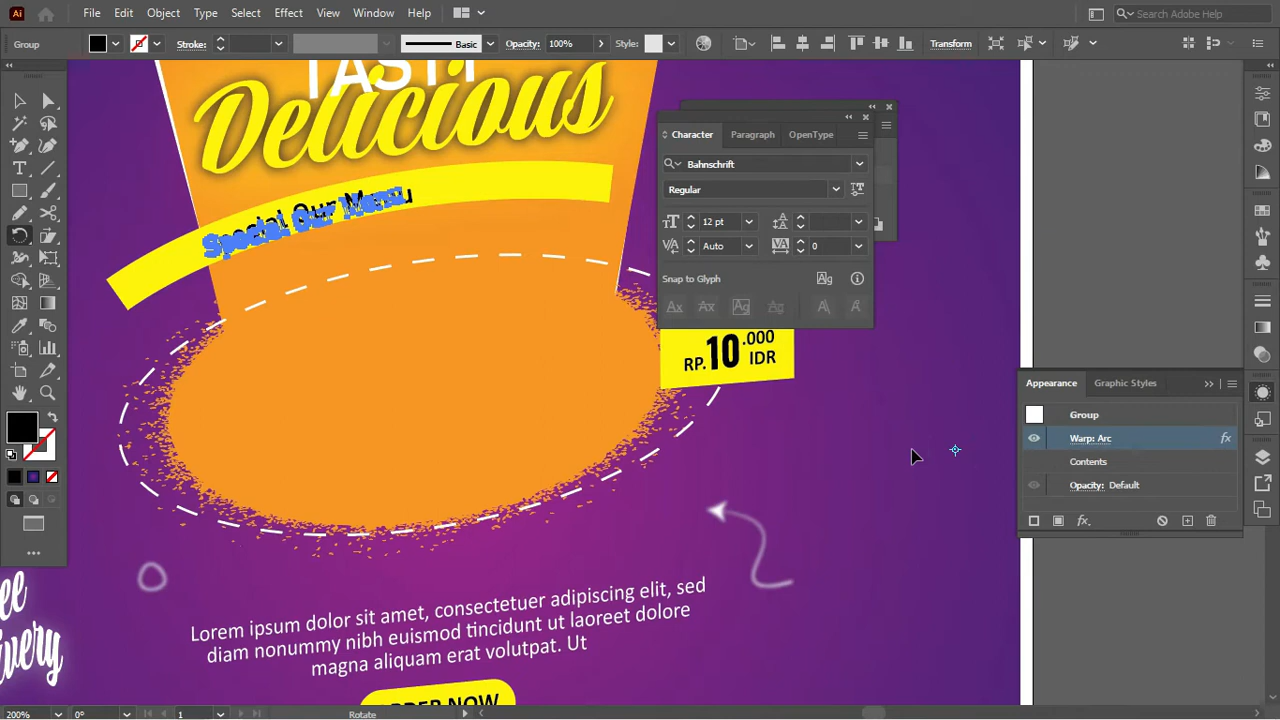 File Edit Object Type Select Effect View Window Help
Search Adobe Help
Group
Stroke:
Basic
Opacity: 100%
Style:
Transform
TASTY
Delicious
Special Our Menu
Character Paragraph OpenType
Bahnschrift
Regular
12 pt
Auto
0
Snap to Glyph
RP.10.000
IDR
Appearance Graphic Styles
Group
Warp: Arc
Contents
Opacity: Default
Lorem ipsum dolor sit amet, consectetuer adipiscing elit, sed
diam nonummy nibh euismod tincidunt ut laoreet dolore
magna aliquam erat volutpat. Ut
ORDER NOW
200% 0° 1 Rotate